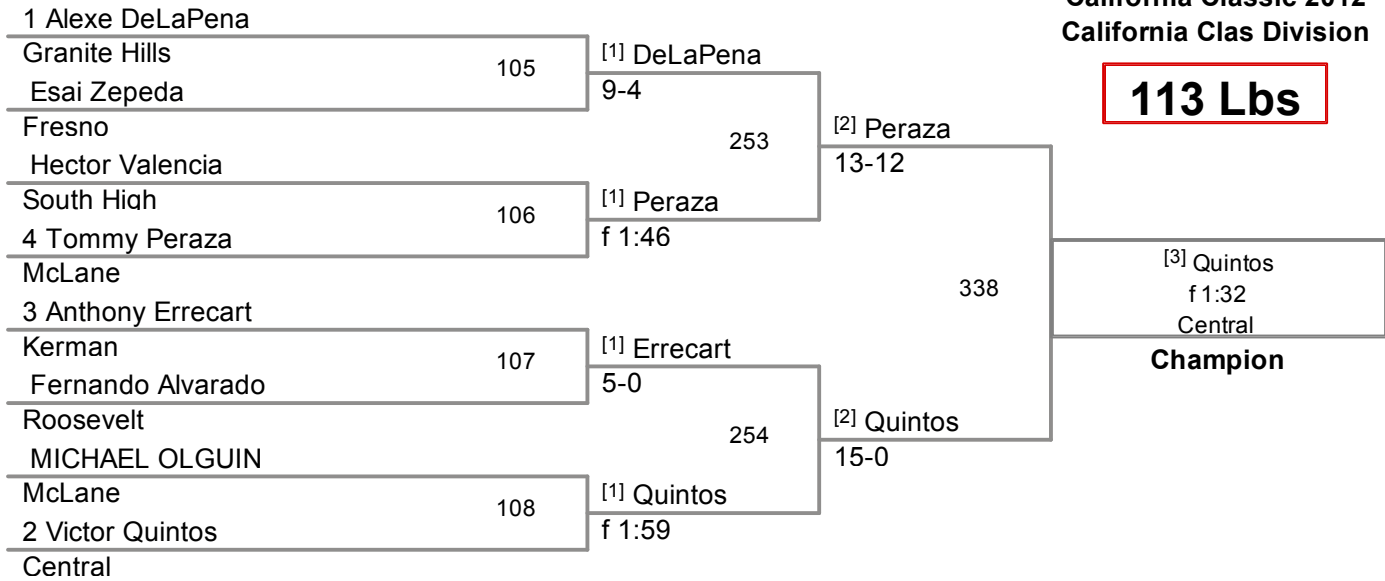 California Classic 2012
California Clas Division
113 Lbs
1 Alexe DeLaPena
Granite Hills
105
[1] DeLaPena
9-4
Esai Zepeda
Fresno
253
[2] Peraza
13-12
Hector Valencia
South High
106
[1] Peraza
f 1:46
4 Tommy Peraza
McLane
338
[3] Quintos
f 1:32
Central
Champion
3 Anthony Errecart
Kerman
107
[1] Errecart
5-0
Fernando Alvarado
Roosevelt
254
[2] Quintos
15-0
MICHAEL OLGUIN
McLane
108
[1] Quintos
f 1:59
2 Victor Quintos
Central